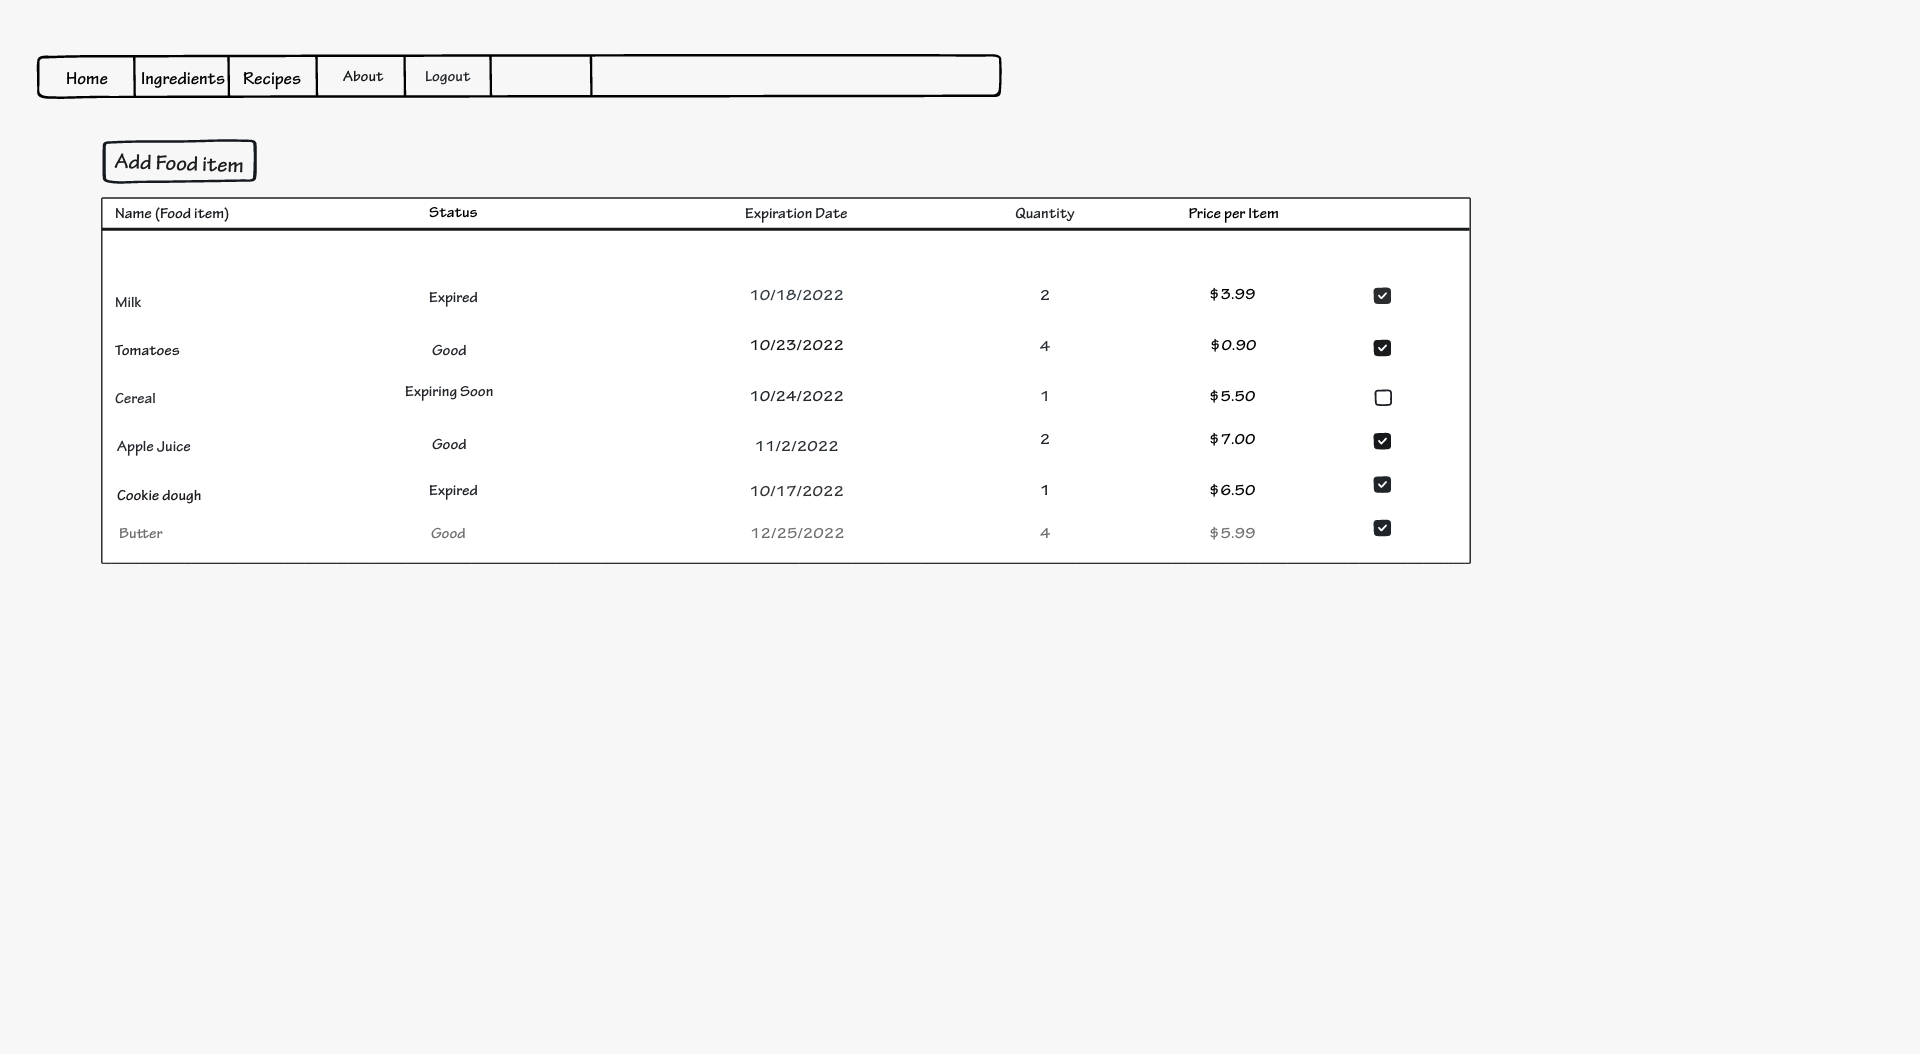 Home Ingredients Recipes About Logout
Add Food item
Name (Food item) Status Expiration Date Quantity Price per Item
Milk Expired 10/18/2022 2 $3.99
Tomatoes Good 10/23/2022 4 $0.90
Cereal Expiring Soon 10/24/2022 1 $5.50
Apple Juice Good 11/2/2022 2 $7.00
Cookie dough Expired 10/17/2022 1 $6.50
Butter Good 12/25/2022 4 $5.99